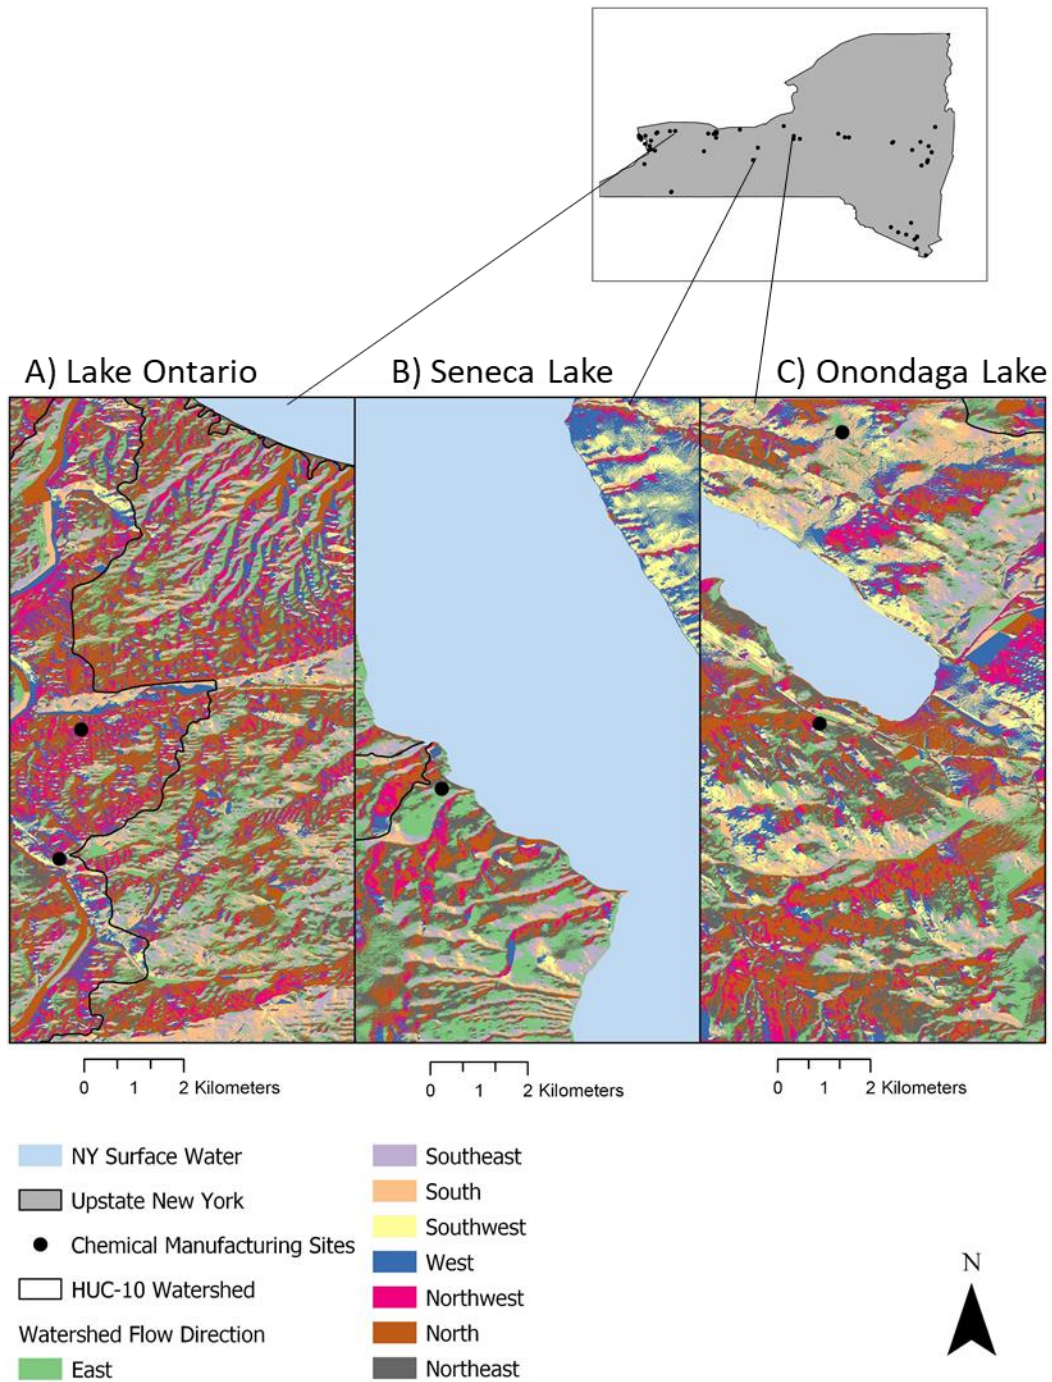 A) Lake Ontario
B) Seneca Lake
C) Onondaga Lake
0 1 2 Kilometers
0 1 2 Kilometers
0 1 2 Kilometers
NY Surface Water
Upstate New York
Chemical Manufacturing Sites
HUC-10 Watershed
Watershed Flow Direction
East
Southeast
South
Southwest
West
Northwest
North
Northeast
N